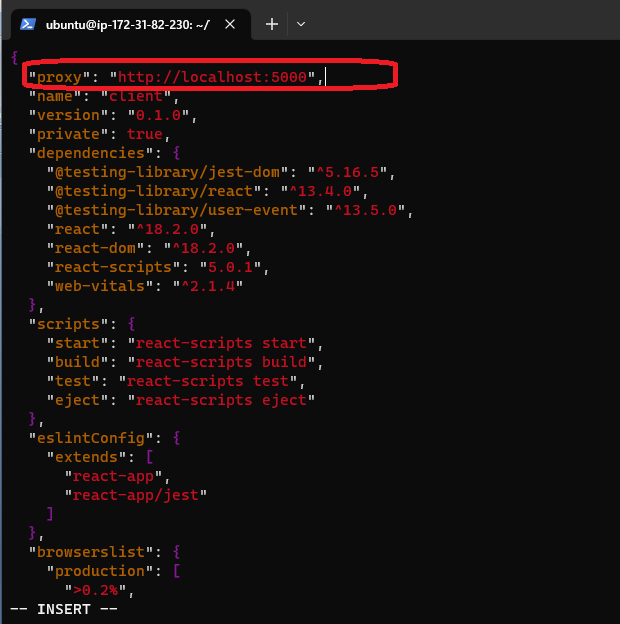 ubuntu@ip-172-31-82-230: ~/
{
"proxy": "http://localhost:5000",
"name": "client",
"version": "0.1.0",
"private": true,
"dependencies": {
"@testing-library/jest-dom": "^5.16.5",
"@testing-library/react": "^13.4.0",
"@testing-library/user-event": "^13.5.0",
"react": "^18.2.0",
"react-dom": "^18.2.0",
"react-scripts": "5.0.1",
"web-vitals": "^2.1.4"
},
"scripts": {
"start": "react-scripts start",
"build": "react-scripts build",
"test": "react-scripts test",
"eject": "react-scripts eject"
},
"eslintConfig": {
"extends": [
"react-app",
"react-app/jest"
]
},
"browserslist": {
"production": [
">0.2%",
-- INSERT --